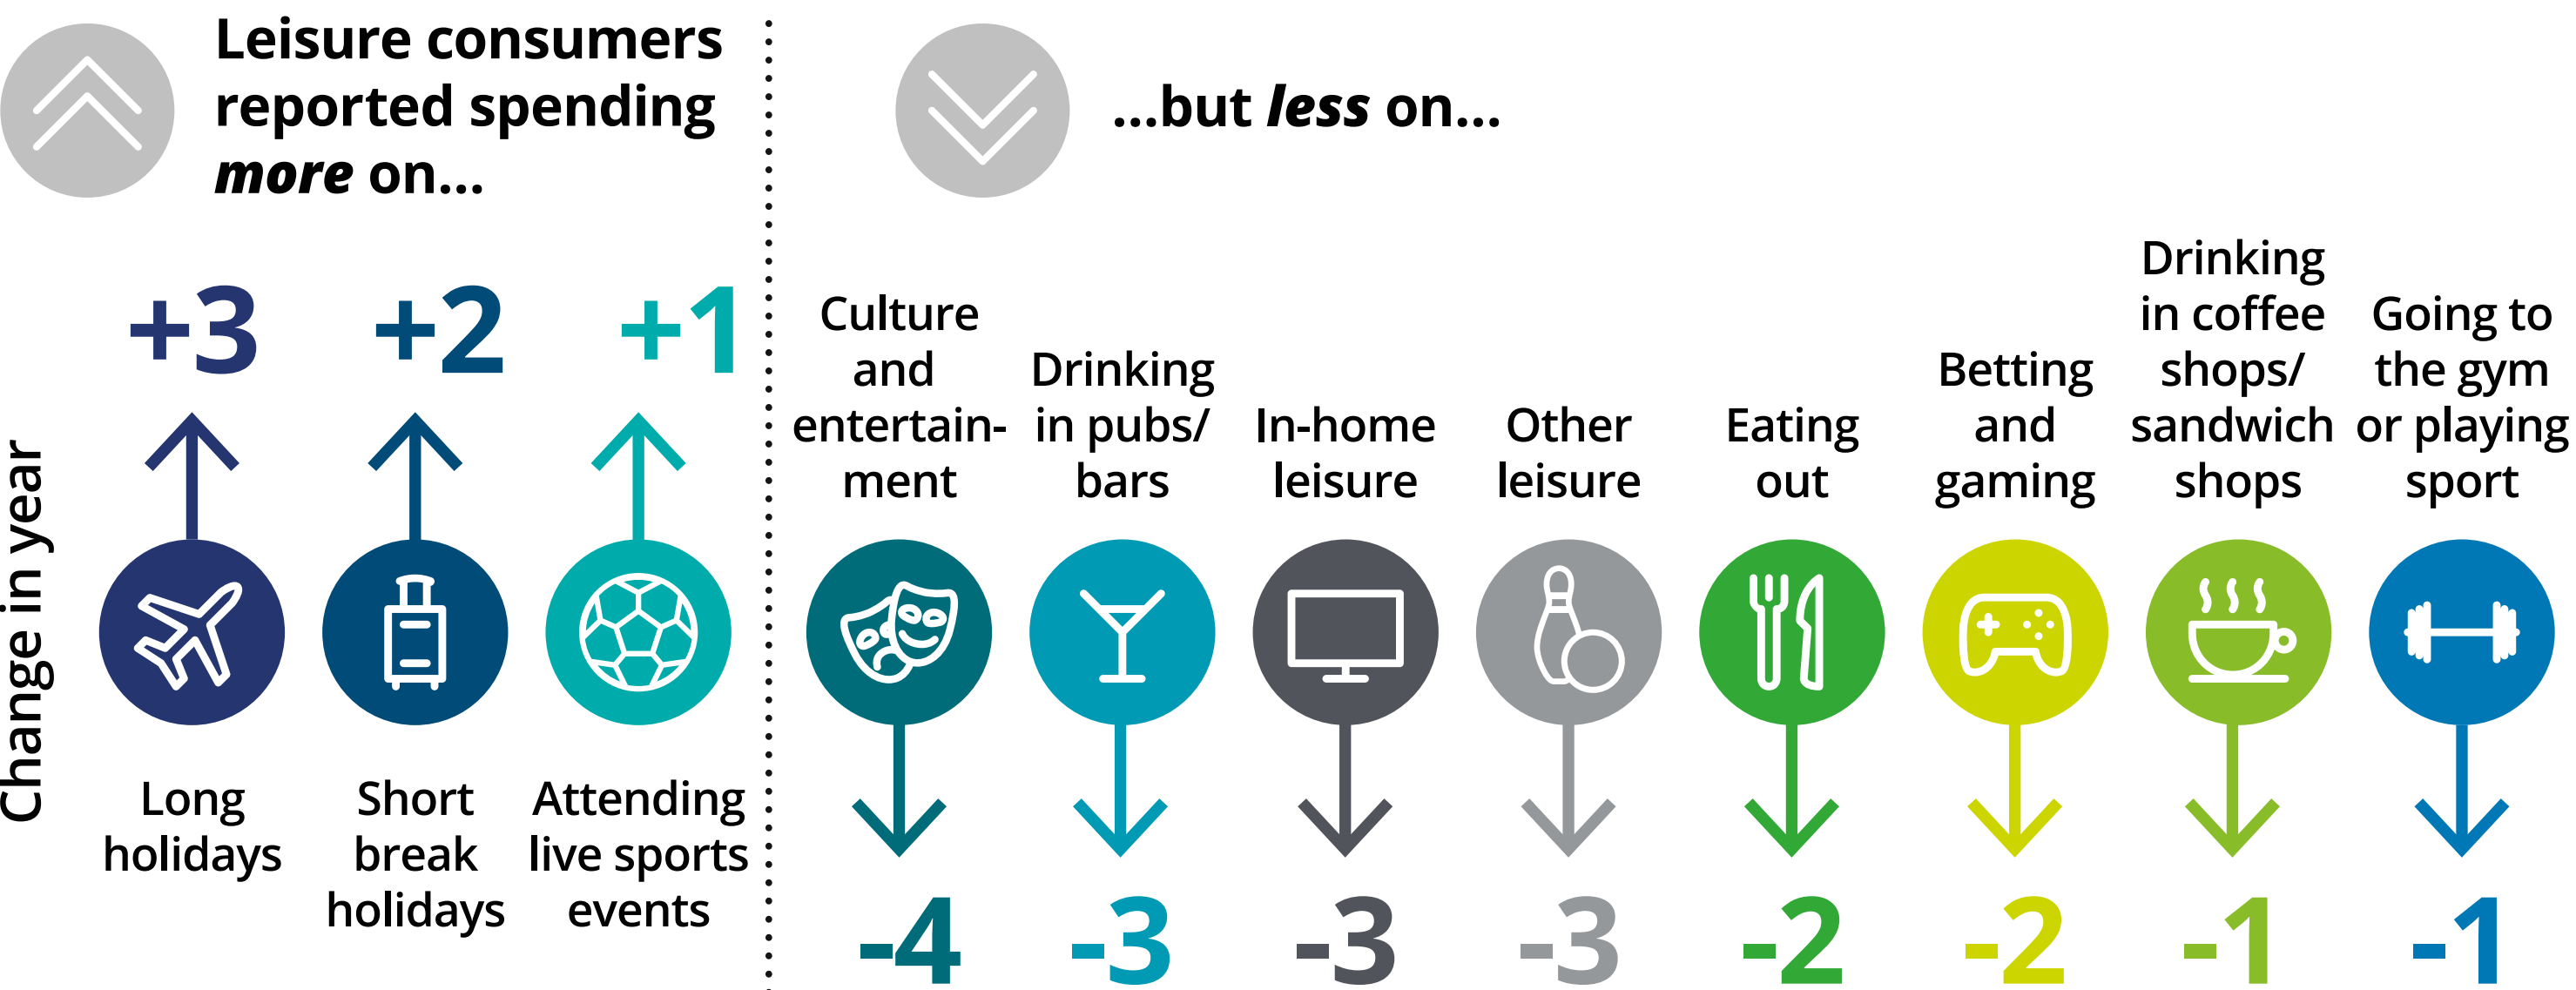 Leisure consumers
reported spending
more on...
...but less on...
Change in year
+3
Long
holidays
+2
Short
break
holidays
+1
Attending
live sports
events
Culture
and
entertain-
ment
-4
Drinking
in pubs/
bars
-3
In-home
leisure
-3
Other
leisure
-3
Eating
out
-2
Betting
and
gaming
-2
Drinking
in coffee
shops/
sandwich
shops
-1
Going to
the gym
or playing
sport
-1